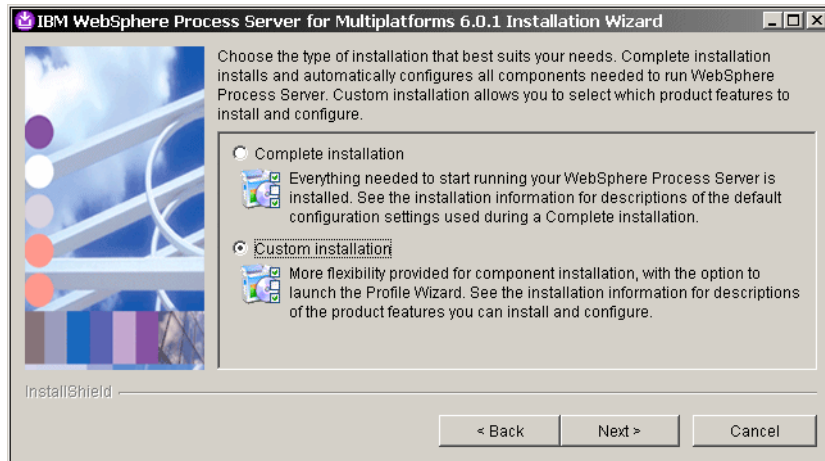 IBM WebSphere Process Server for Multiplatforms 6.0.1 Installation Wizard
Choose the type of installation that best suits your needs. Complete installation
installs and automatically configures all components needed to run WebSphere
Process Server. Custom installation allows you to select which product features to
install and configure.
Complete installation
Everything needed to start running your WebSphere Process Server is
installed. See the installation information for descriptions of the default
configuration settings used during a Complete installation.
Custom installation
More flexibility provided for component installation, with the option to
launch the Profile Wizard. See the installation information for descriptions
of the product features you can install and configure.
InstallShield
< Back
Next >
Cancel